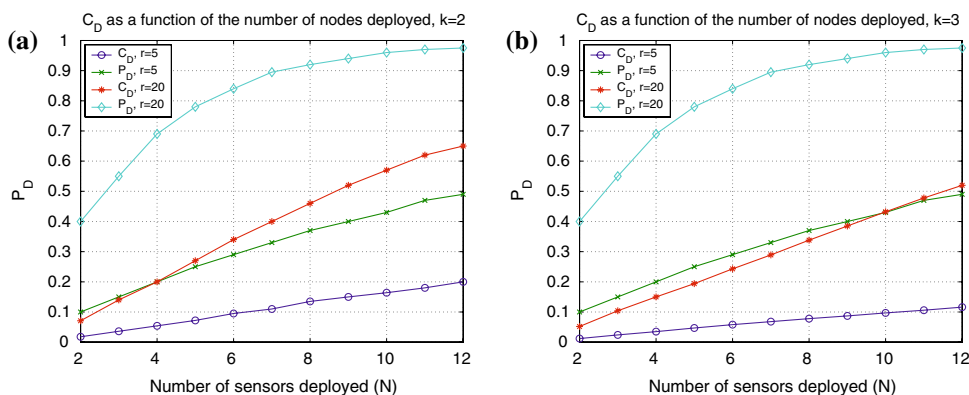 (a)
C_D as a function of the number of nodes deployed, k=2
1
0.9
0.8
0.7
0.6
0.5
0.4
0.3
0.2
0.1
0
P_D
C_D, r=5
P_D, r=5
C_D, r=20
P_D, r=20
2 4 6 8 10 12
Number of sensors deployed (N)
(b)
C_D as a function of the number of nodes deployed, k=3
1
0.9
0.8
0.7
0.6
0.5
0.4
0.3
0.2
0.1
0
P_D
C_D, r=5
P_D, r=5
C_D, r=20
P_D, r=20
2 4 6 8 10 12
Number of sensors deployed (N)